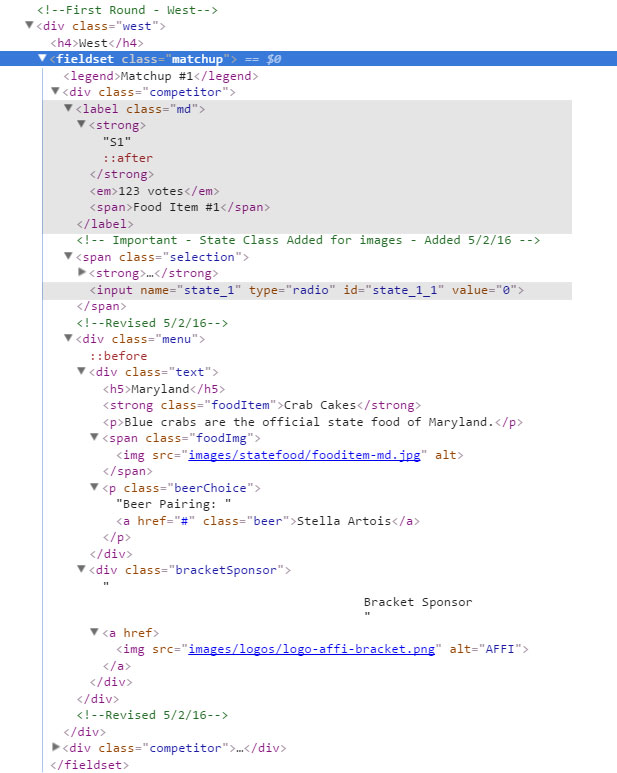 <!--First Round - West-->
▼<div class="west">
<h4>West</h4>
▼<fieldset class="matchup"> == $0
<legend>Matchup #1</legend>
▼<div class="competitor">
▼<label class="md">
▼<strong>
"S1"
::after
</strong>
<em>123 votes</em>
<span>Food Item #1</span>
</label>
<!-- Important - State Class Added for images - Added 5/2/16 -->
▼<span class="selection">
▶<strong>…</strong>
<input name="state_1" type="radio" id="state_1_1" value="0">
</span>
<!--Revised 5/2/16-->
▼<div class="menu">
::before
▼<div class="text">
<h5>Maryland</h5>
<strong class="foodItem">Crab Cakes</strong>
<p>Blue crabs are the official state food of Maryland.</p>
▼<span class="foodImg">
<img src="images/statefood/fooditem-md.jpg" alt>
</span>
▼<p class="beerChoice">
"Beer Pairing: "
<a href="#" class="beer">Stella Artois</a>
</p>
</div>
▼<div class="bracketSponsor">
"
Bracket Sponsor
"
▼<a href>
<img src="images/logos/logo-affi-bracket.png" alt="AFFI">
</a>
</div>
</div>
<!--Revised 5/2/16-->
</div>
▶<div class="competitor">…</div>
</fieldset>